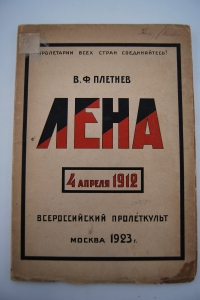 ПРОЛЕТАРИИ ВСЕХ СТРАН СОЕДИНЯЙТЕСЬ!
В.Ф ПЛЕТНЕВ
ЛЕНА
4 АПРЕЛЯ 1912
ВСЕРОССИЙСКИЙ ПРОЛЕТКУЛЬТ
МОСКВА 1923 г.